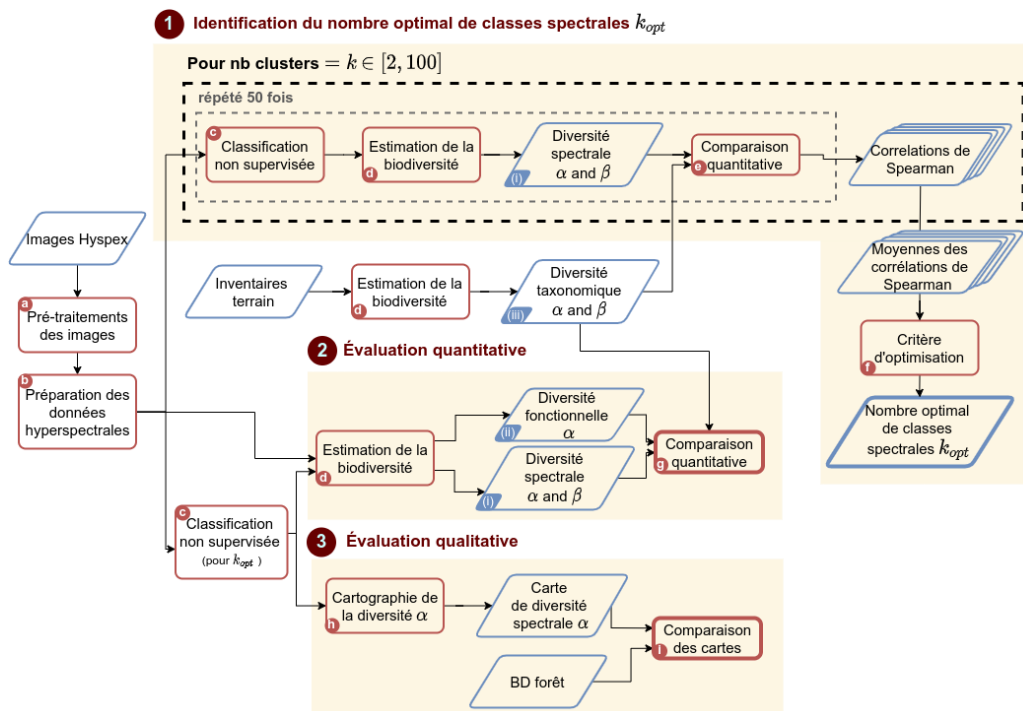 1 Identification du nombre optimal de classes spectrales k_opt
Pour nb clusters = k ∈ [2, 100]
répété 50 fois
c
Classification
non supervisée
Estimation de la
biodiversité
d
Diversité
spectrale
α and β
(i)
Comparaison
quantitative
e
Correlations de
Spearman
Images Hyspex
a
Pré-traitements
des images
b
Préparation des
données
hyperspectrales
Inventaires
terrain
Estimation de la
biodiversité
d
Diversité
taxonomique
α and β
(iii)
Moyennes des
corrélations de
Spearman
Critère
d'optimisation
f
Nombre optimal
de classes
spectrales k_opt
2 Évaluation quantitative
Estimation de la
biodiversité
d
Diversité
fonctionnelle
α
(ii)
Diversité
spectrale
α and β
(i)
Comparaison
quantitative
g
c
Classification
non supervisée
(pour k_opt )
3 Évaluation qualitative
Cartographie de
la diversité α
h
Carte
de diversité
spectrale α
BD forêt
Comparaison
des cartes
i